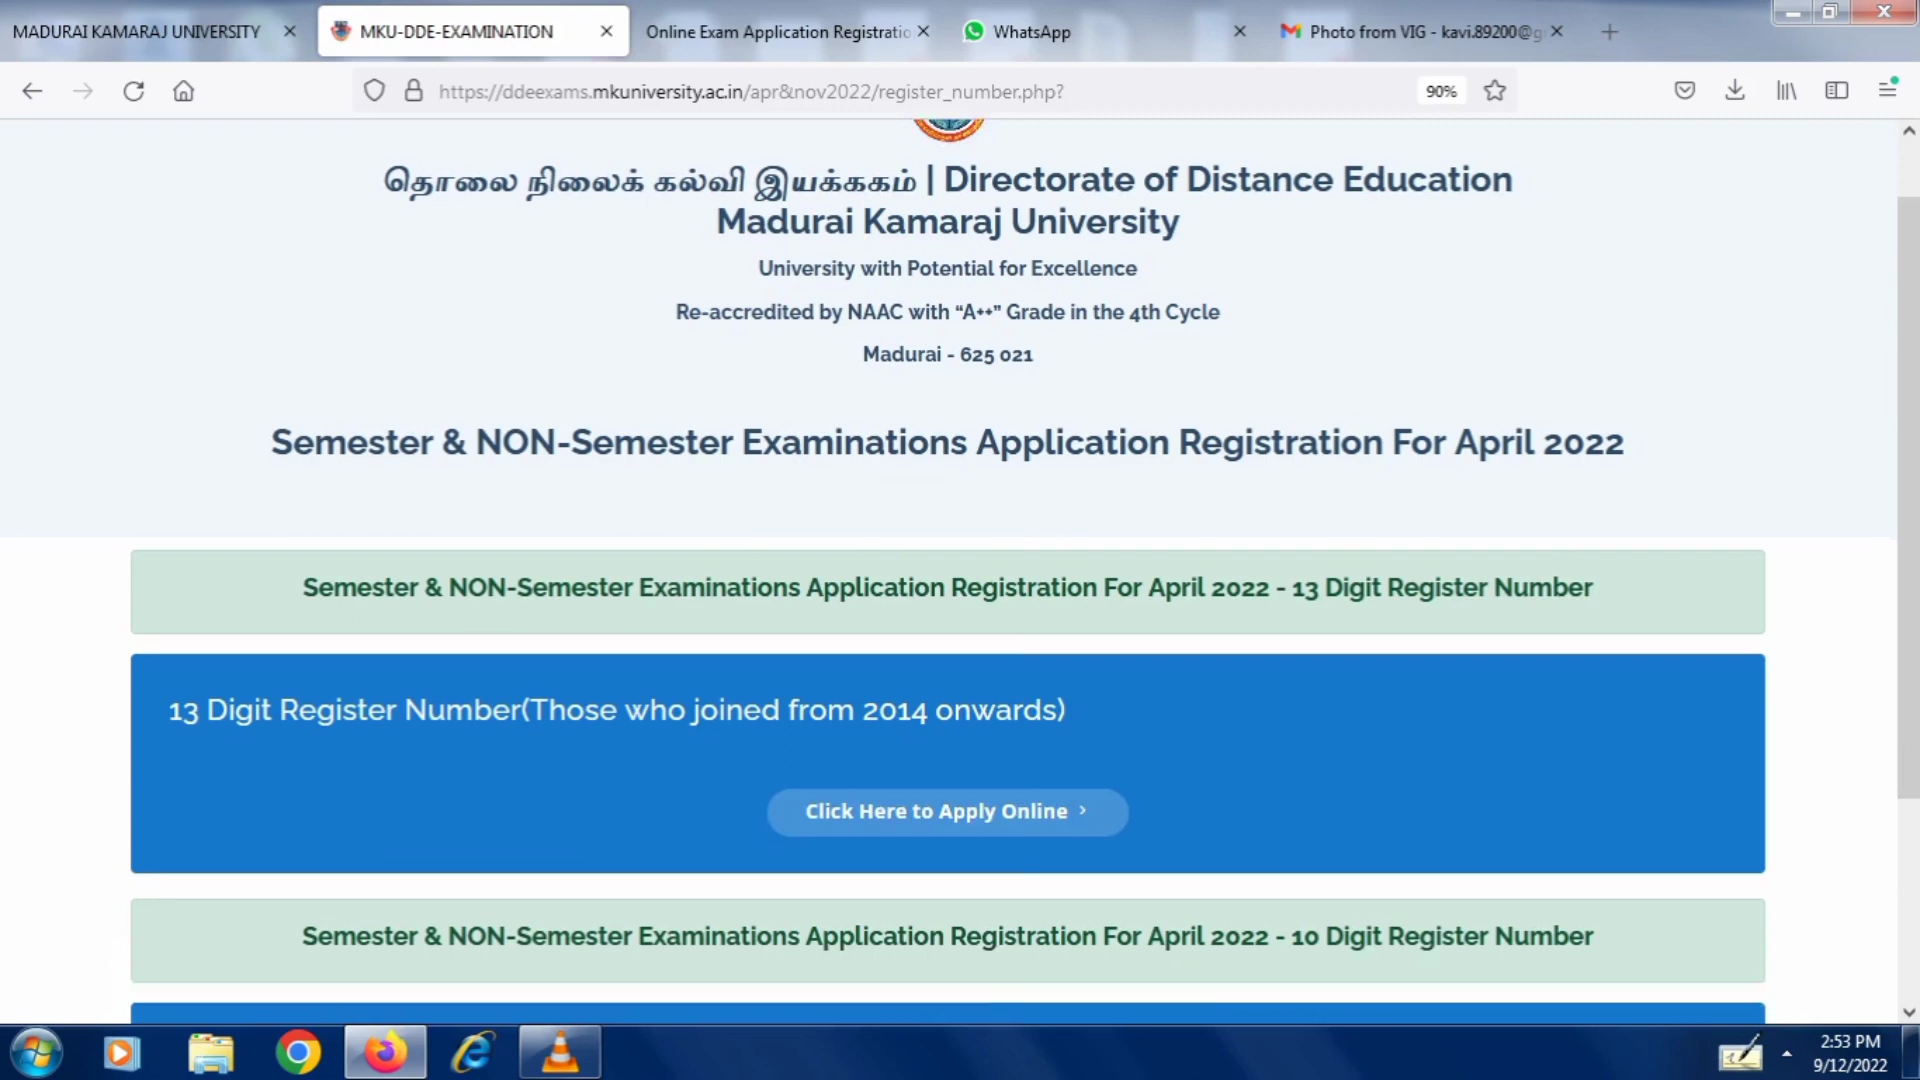 MADURAI KAMARAJ UNIVERSITY
MKU-DDE-EXAMINATION
Online Exam Application Registratio
WhatsApp
Photo from VIG - kavi.89200@g
https://ddeexams.mkuniversity.ac.in/apr&nov2022/register_number.php?
90%
தொலை நிலைக் கல்வி இயக்ககம் | Directorate of Distance Education
Madurai Kamaraj University
University with Potential for Excellence
Re-accredited by NAAC with “A++” Grade in the 4th Cycle
Madurai - 625 021
Semester & NON-Semester Examinations Application Registration For April 2022
Semester & NON-Semester Examinations Application Registration For April 2022 - 13 Digit Register Number
13 Digit Register Number(Those who joined from 2014 onwards)
Click Here to Apply Online ›
Semester & NON-Semester Examinations Application Registration For April 2022 - 10 Digit Register Number
2:53 PM
9/12/2022